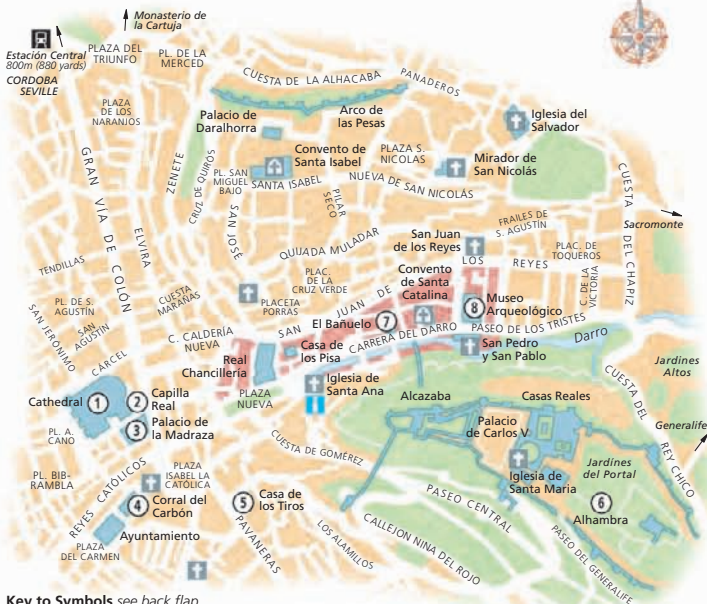 Monasterio de
la Cartuja
Estación Central
800m (880 yards)
CORDOBA
SEVILLE
PLAZA DEL
TRIUNFO
PL. DE LA
MERCED
CUESTA DE LA ALHACABA
PANADEROS
PLAZA
DE LOS
NARANJOS
Palacio de
Daralhorra
Arco de
las Pesas
Iglesia del
Salvador
GRAN VÍA DE COLÓN
ZENETE
CRUZ DE QUIRÓS
Convento de
Santa Isabel
PLAZA S.
NICOLAS
Mirador de
San Nicolás
PL. SAN
MIGUEL
BAJO
SANTA ISABEL
NUEVA DE SAN NICOLÁS
PILAR
SECO
CUESTA DEL CHAPIZ
Sacromonte
ELVIRA
SAN JOSÉ
QUIJADA MULADAR
San Juan
de los Reyes
FRAILES DE
S. AGUSTÍN
PLAC. DE
TOQUEROS
TENDILLAS
CUESTA
MARAÑAS
PLAC.
DE LA
CRUZ VERDE
Convento
de Santa
Catalina
LOS REYES
C. DE LA
VICTORIA
PL. DE S.
AGUSTÍN
SAN
AGUSTÍN
SAN JERONIMO
PLACETA
PORRAS
SAN JUAN DE
8
Museo
Arqueológico
CÁRCEL
C. CALDERÍA
NUEVA
El Bañuelo
7
CARRERA DEL DARRO
PASEO DE LOS TRISTES
Darro
Real
Chancillería
Casa de
los Pisa
San Pedro
y San Pablo
Jardines
Altos
Cathedral
1
2
Capilla
Real
PLAZA
NUEVA
Iglesia de
Santa Ana
i
Alcazaba
Casas Reales
CUESTA DEL REY CHICO
Generalife
3
Palacio de
la Madraza
PL. A.
CANO
Palacio
de Carlos V
CUESTA DE GOMÉREZ
PL. BIB-
RAMBLA
REYES CATÓLICOS
PLAZA
ISABEL LA
CATÓLICA
Iglesia de
Santa Maria
Jardines
del Portal
4
Corral del
Carbón
5
Casa de
los Tiros
6
Alhambra
Ayuntamiento
PAVANERAS
LOS ALAMILLOS
PASEO CENTRAL
PLAZA
DEL CARMEN
CALLEJON NINA DEL ROJO
PASEO DEL GENERALIFE
Key to Symbols see back flap